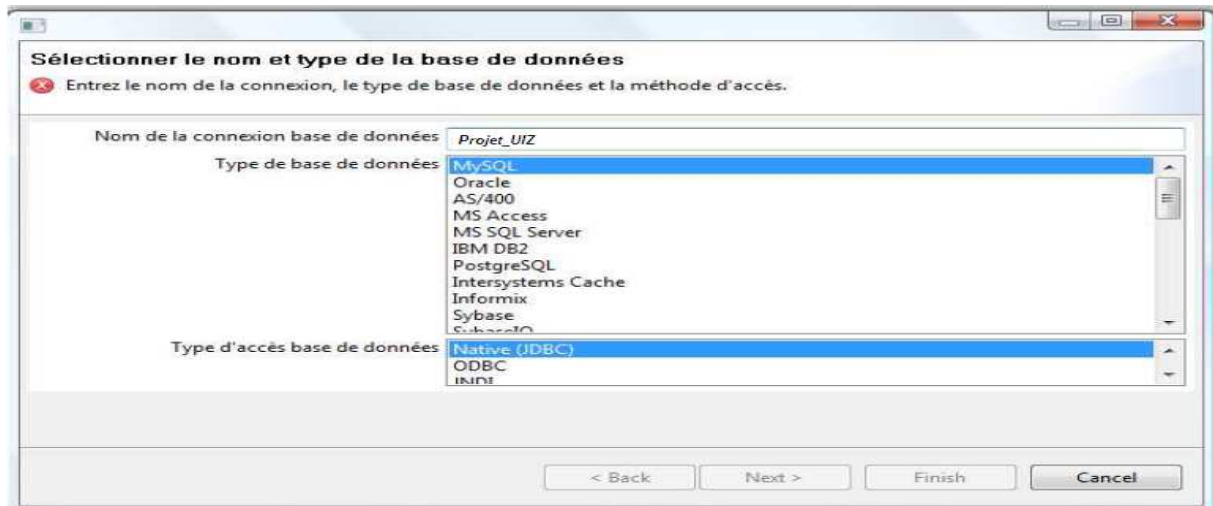 Sélectionner le nom et type de la base de données
Entrez le nom de la connexion, le type de base de données et la méthode d'accès.
Nom de la connexion base de données Projet_UIZ
Type de base de données MySQL
Oracle
AS/400
MS Access
MS SQL Server
IBM DB2
PostgreSQL
Intersystems Cache
Informix
Sybase
SybaseIQ
Type d'accès base de données Native (JDBC)
ODBC
JNDI
< Back Next > Finish Cancel